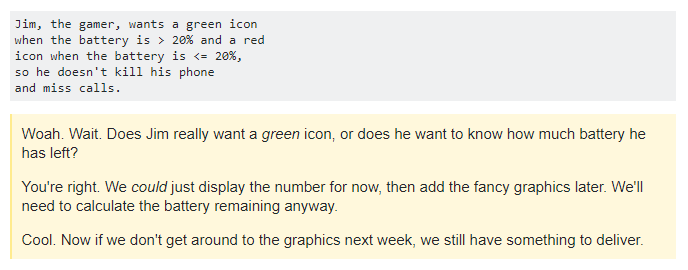 Jim, the gamer, wants a green icon
when the battery is > 20% and a red
icon when the battery is <= 20%,
so he doesn't kill his phone
and miss calls.
Woah. Wait. Does Jim really want a green icon, or does he want to know how much battery he
has left?
You're right. We could just display the number for now, then add the fancy graphics later. We'll
need to calculate the battery remaining anyway.
Cool. Now if we don't get around to the graphics next week, we still have something to deliver.